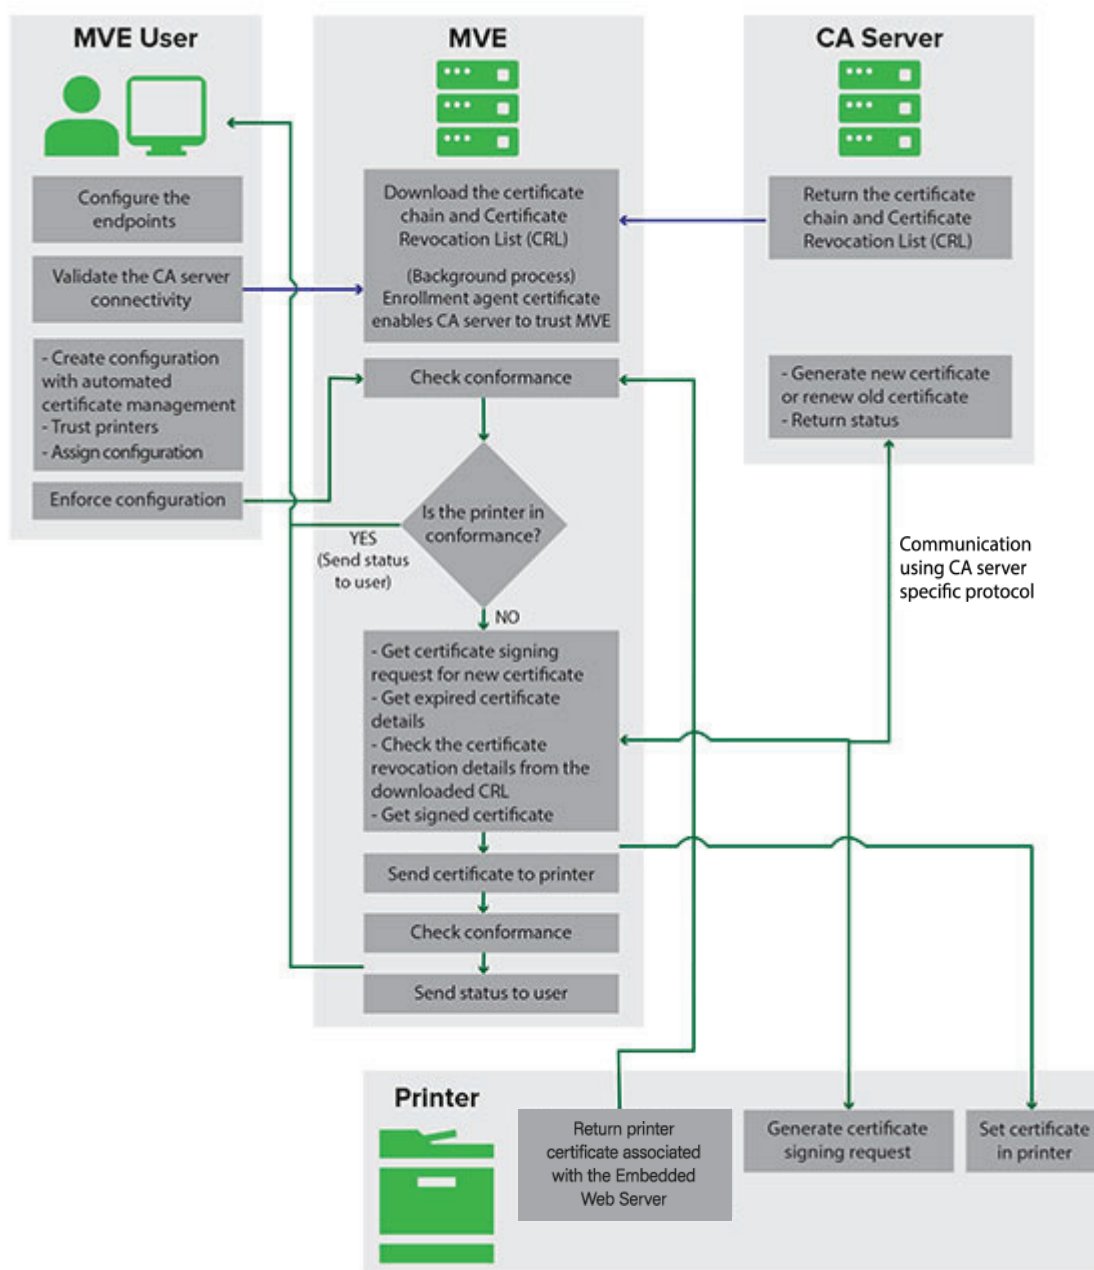 MVE User
Configure the
endpoints
Validate the CA server
connectivity
- Create configuration
with automated
certificate management
- Trust printers
- Assign configuration
Enforce configuration
MVE
Download the certificate
chain and Certificate
Revocation List (CRL)
(Background process)
Enrollment agent certificate
enables CA server to trust MVE
Check conformance
Is the printer in
conformance?
YES
(Send status
to user)
NO
- Get certificate signing
request for new certificate
- Get expired certificate
details
- Check the certificate
revocation details from the
downloaded CRL
- Get signed certificate
Send certificate to printer
Check conformance
Send status to user
CA Server
Return the certificate
chain and Certificate
Revocation List (CRL)
- Generate new certificate
or renew old certificate
- Return status
Communication
using CA server
specific protocol
Printer
Return printer
certificate associated
with the Embedded
Web Server
Generate certificate
signing request
Set certificate
in printer